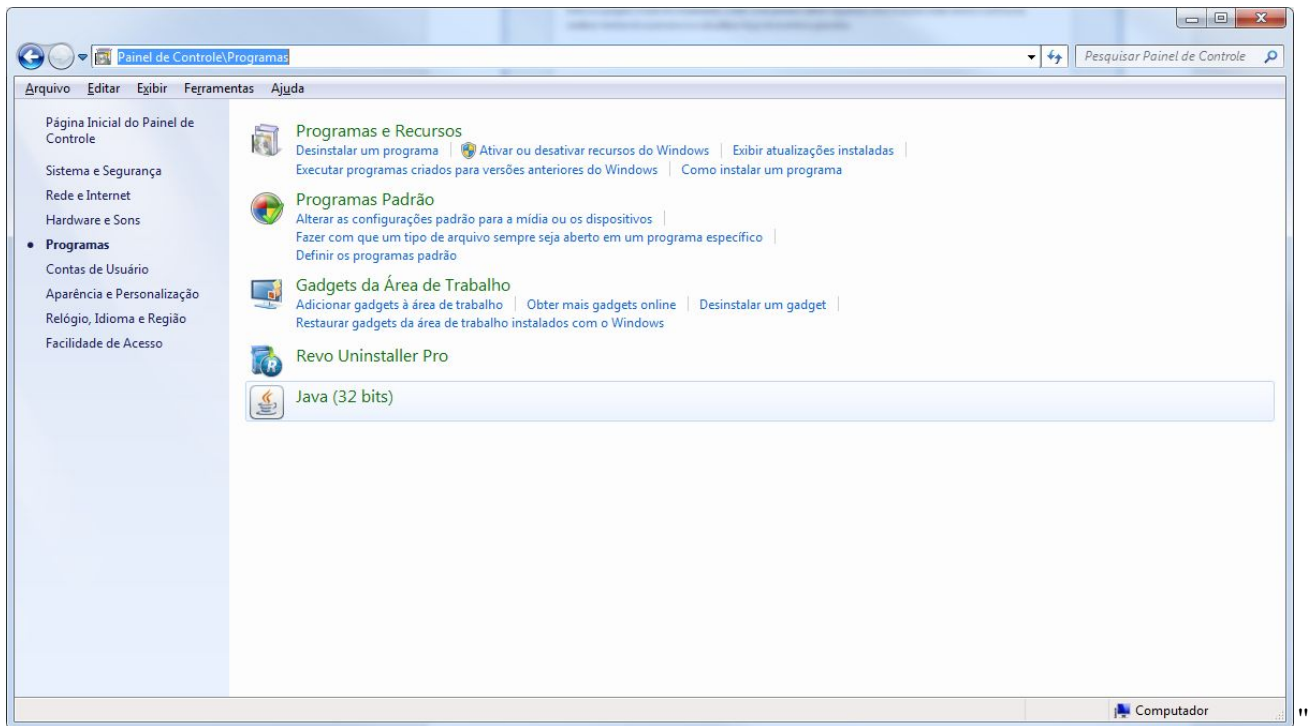 Painel de Controle\Programas
Pesquisar Painel de Controle
Arquivo Editar Exibir Ferramentas Ajuda
Página Inicial do Painel de
Controle
Sistema e Segurança
Rede e Internet
Hardware e Sons
Programas
Contas de Usuário
Aparência e Personalização
Relógio, Idioma e Região
Facilidade de Acesso
Programas e Recursos
Desinstalar um programa Ativar ou desativar recursos do Windows Exibir atualizações instaladas
Executar programas criados para versões anteriores do Windows Como instalar um programa
Programas Padrão
Alterar as configurações padrão para a mídia ou os dispositivos
Fazer com que um tipo de arquivo sempre seja aberto em um programa específico
Definir os programas padrão
Gadgets da Área de Trabalho
Adicionar gadgets à área de trabalho Obter mais gadgets online Desinstalar um gadget
Restaurar gadgets da área de trabalho instalados com o Windows
Revo Uninstaller Pro
Java (32 bits)
Computador
"